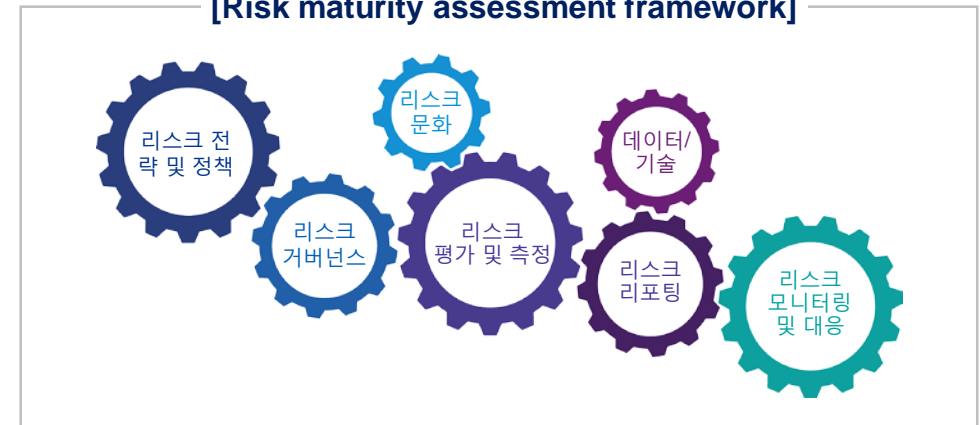 [Risk maturity assessment framework]
리스크 전
략 및 정책
리스크
거버넌스
리스크
문화
리스크
평가 및 측정
데이터/
기술
리스크
리포팅
리스크
모니터링
및 대응